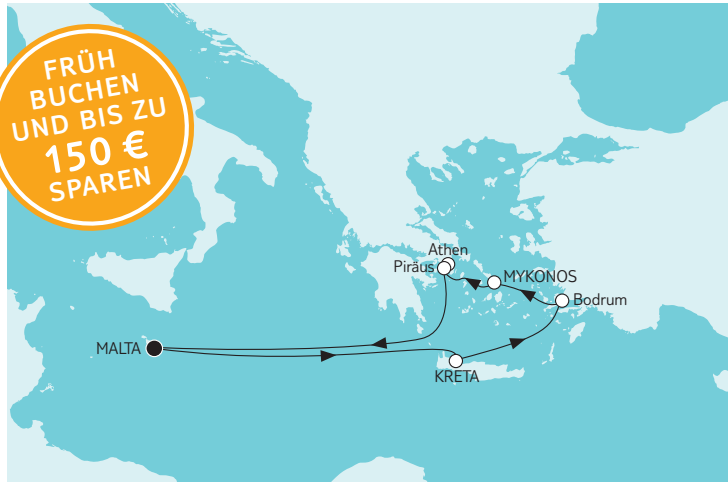 FRÜH
BUCHEN
UND BIS ZU
150 €
SPAREN
Athen
Piräus
MYKONOS
Bodrum
MALTA
KRETA